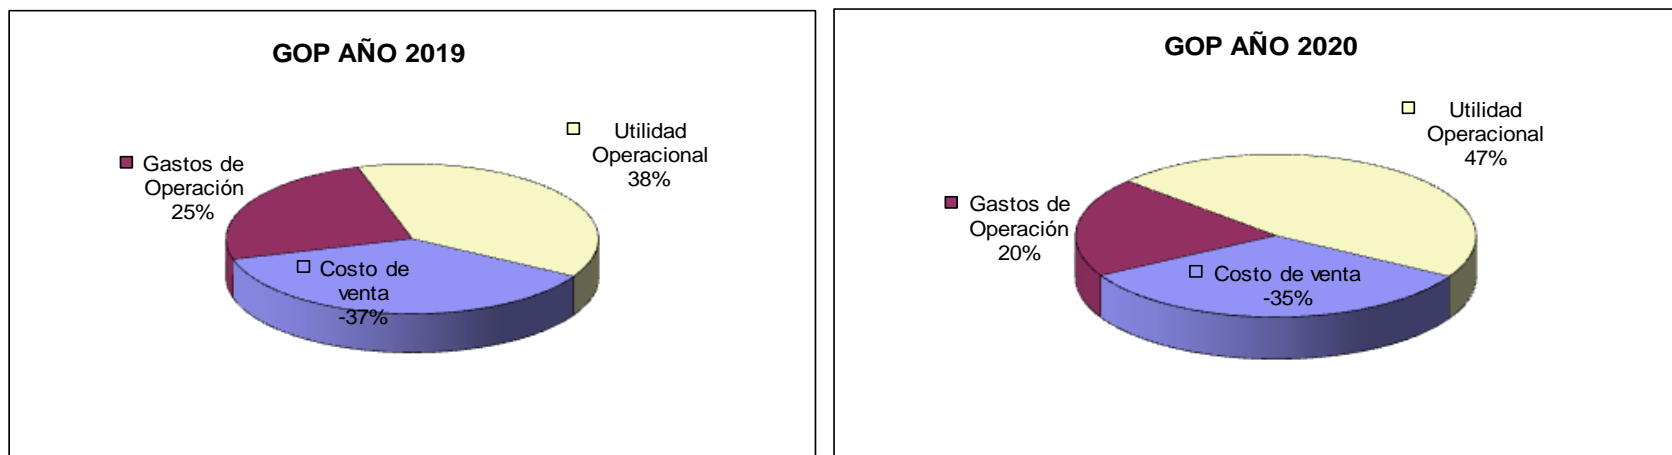 GOP AÑO 2019
Utilidad
Operacional
38%
Gastos de
Operación
25%
Costo de
venta
-37%
GOP AÑO 2020
Utilidad
Operacional
47%
Gastos de
Operación
20%
Costo de venta
-35%